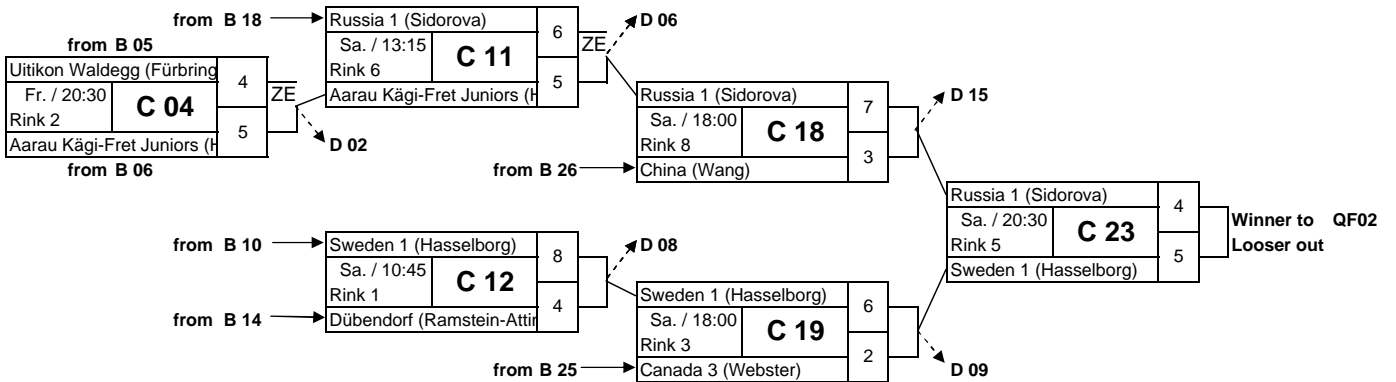 from B 18
Russia 1 (Sidorova)
6
D 06
from B 05
Sa. / 13:15
ZE
Uitikon Waldegg (Fürbring
4
Rink 6
C 11
5
Fr. / 20:30
ZE
Aarau Kägi-Fret Juniors (H
Russia 1 (Sidorova)
7
D 15
Rink 2
C 04
5
Sa. / 18:00
Aarau Kägi-Fret Juniors (H
D 02
Rink 8
C 18
3
from B 06
from B 26
China (Wang)
Russia 1 (Sidorova)
4
Sa. / 20:30
Winner to QF02
from B 10
Sweden 1 (Hasselborg)
8
D 08
Rink 5
C 23
5
Looser out
Sa. / 10:45
Sweden 1 (Hasselborg)
Rink 1
C 12
4
Sweden 1 (Hasselborg)
6
from B 14
Dübendorf (Ramstein-Attin
Sa. / 18:00
Rink 3
C 19
2
from B 25
Canada 3 (Webster)
D 09